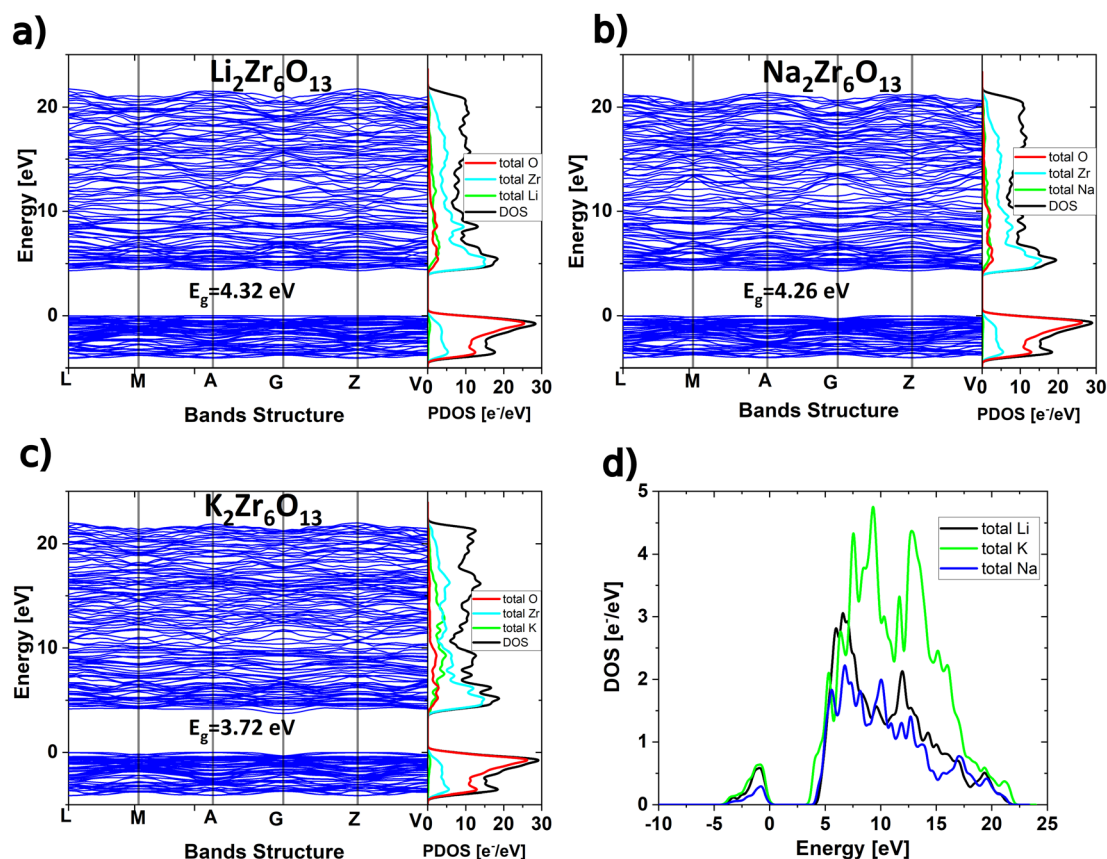 a)
Li2Zr6O13
20
10
0
Energy [eV]
total O
total Zr
total Li
DOS
Eg=4.32 eV
L M A G Z V
0 10 20 30
Bands Structure
PDOS [e-/eV]
b)
Na2Zr6O13
20
10
0
Energy [eV]
total O
total Zr
total Na
DOS
Eg=4.26 eV
L M A G Z V
0 10 20 30
Bands Structure
PDOS [e-/eV]
c)
K2Zr6O13
20
10
0
Energy [eV]
total O
total Zr
total K
DOS
Eg=3.72 eV
L M A G Z V
0 10 20 30
Bands Structure
PDOS [e-/eV]
d)
5
4
3
2
1
0
DOS [e-/eV]
total Li
total K
total Na
-10 -5 0 5 10 15 20 25
Energy [eV]